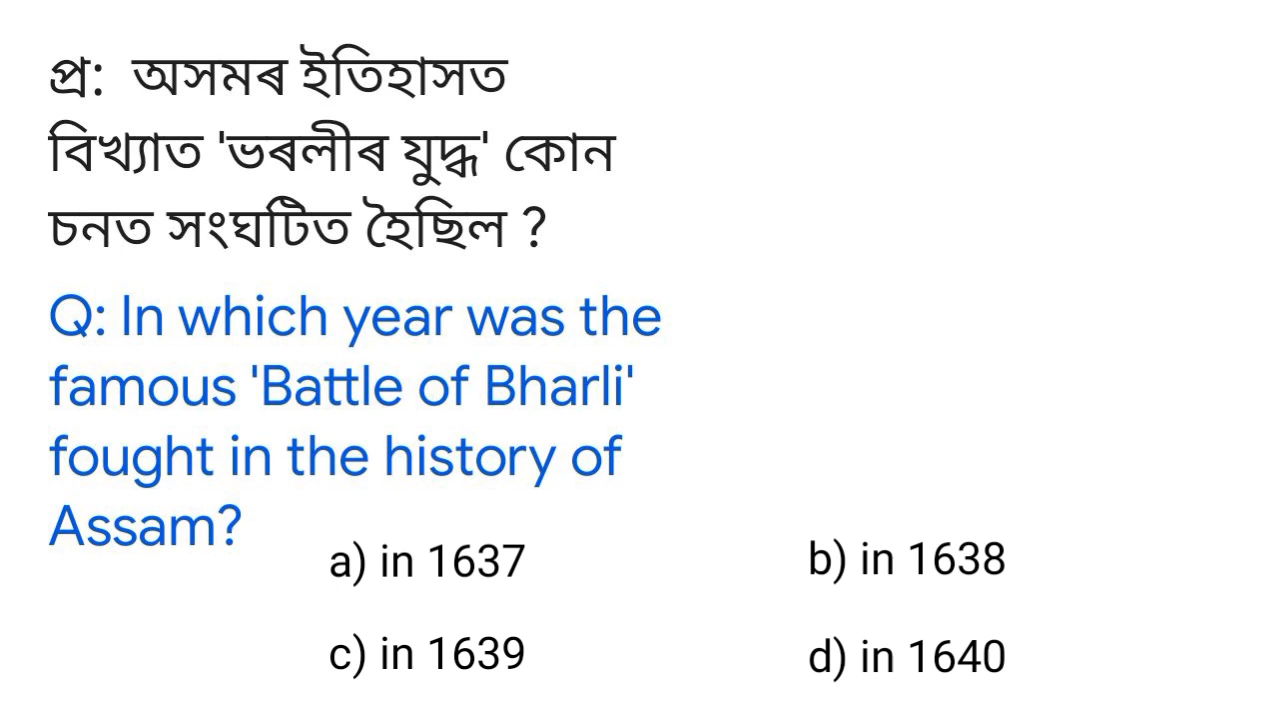 প্ৰ:  অসমৰ ইতিহাসত
বিখ্যাত 'ভৰলীৰ যুদ্ধ' কোন
চনত সংঘটিত হৈছিল ?
Q: In which year was the
famous 'Battle of Bharli'
fought in the history of
Assam?
a) in 1637
b) in 1638
c) in 1639
d) in 1640